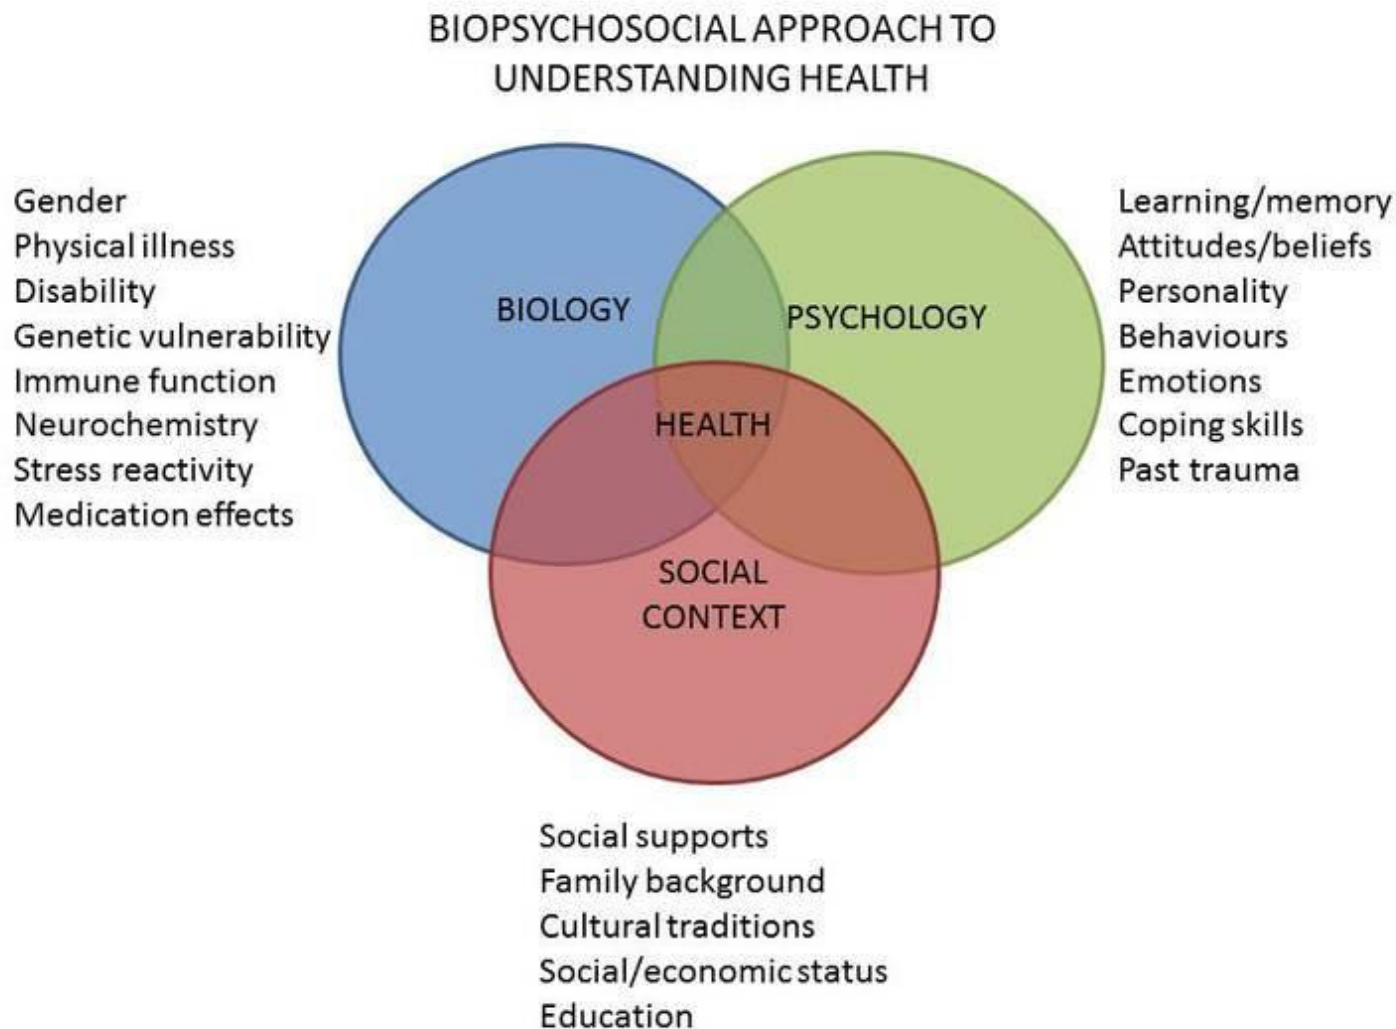 BIOPSYCHOSOCIAL APPROACH TO
UNDERSTANDING HEALTH
Gender
Physical illness
Disability
Genetic vulnerability
Immune function
Neurochemistry
Stress reactivity
Medication effects
BIOLOGY
PSYCHOLOGY
HEALTH
SOCIAL
CONTEXT
Learning/memory
Attitudes/beliefs
Personality
Behaviours
Emotions
Coping skills
Past trauma
Social supports
Family background
Cultural traditions
Social/economic status
Education